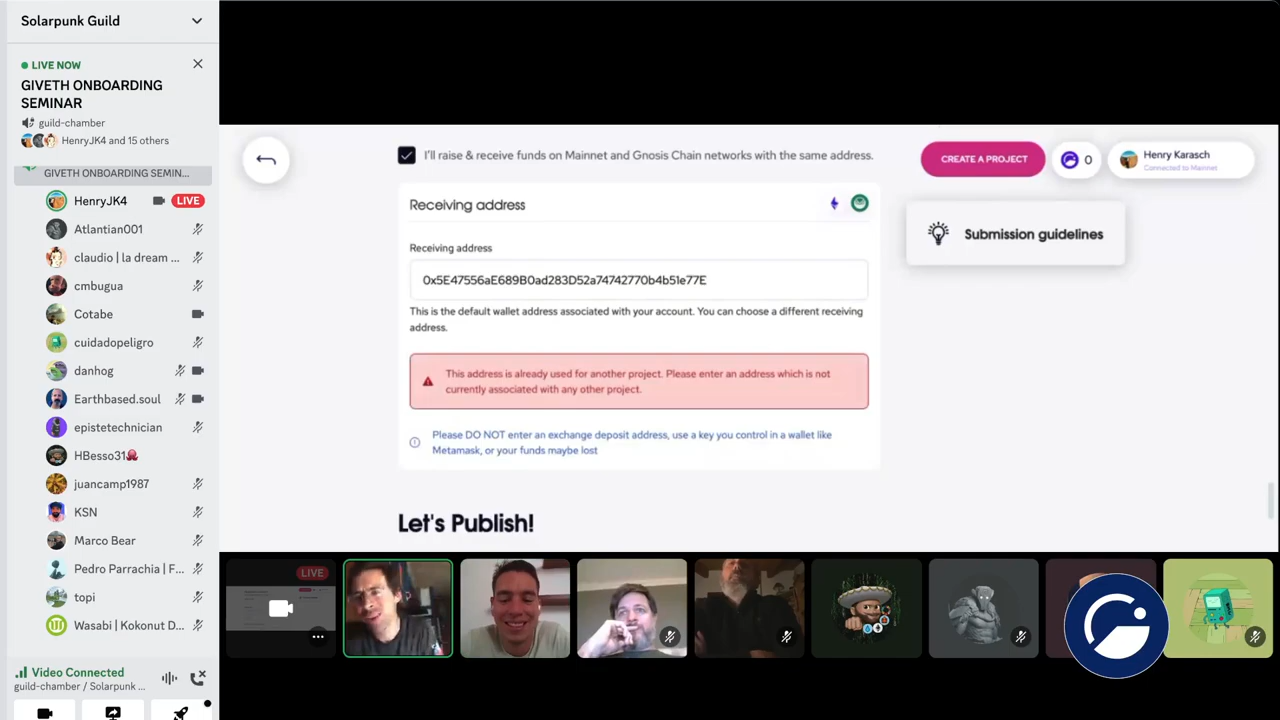 Solarpunk Guild
LIVE NOW
GIVETH ONBOARDING
SEMINAR
guild-chamber
HenryJK4 and 15 others
GIVETH ONBOARDING SEMIN...
HenryJK4
LIVE
Atlantian001
claudio | la dream ...
cmbugua
Cotabe
cuidadopeligro
danhog
Earthbased.soul
epistetechnician
HBesso31
juancamp1987
KSN
Marco Bear
Pedro Parrachia | F...
topi
Wasabi | Kokonut D...
Video Connected
guild-chamber / Solarpunk ...
I'll raise & receive funds on Mainnet and Gnosis Chain networks with the same address.
CREATE A PROJECT
0
Henry Karasch
Connected to Mainnet
Receiving address
Submission guidelines
Receiving address
0x5E47556aE689B0ad283D52a74742770b4b51e77E
This is the default wallet address associated with your account. You can choose a different receiving
address.
This address is already used for another project. Please enter an address which is not
currently associated with any other project.
Please DO NOT enter an exchange deposit address, use a key you control in a wallet like
Metamask, or your funds maybe lost
Let's Publish!
LIVE